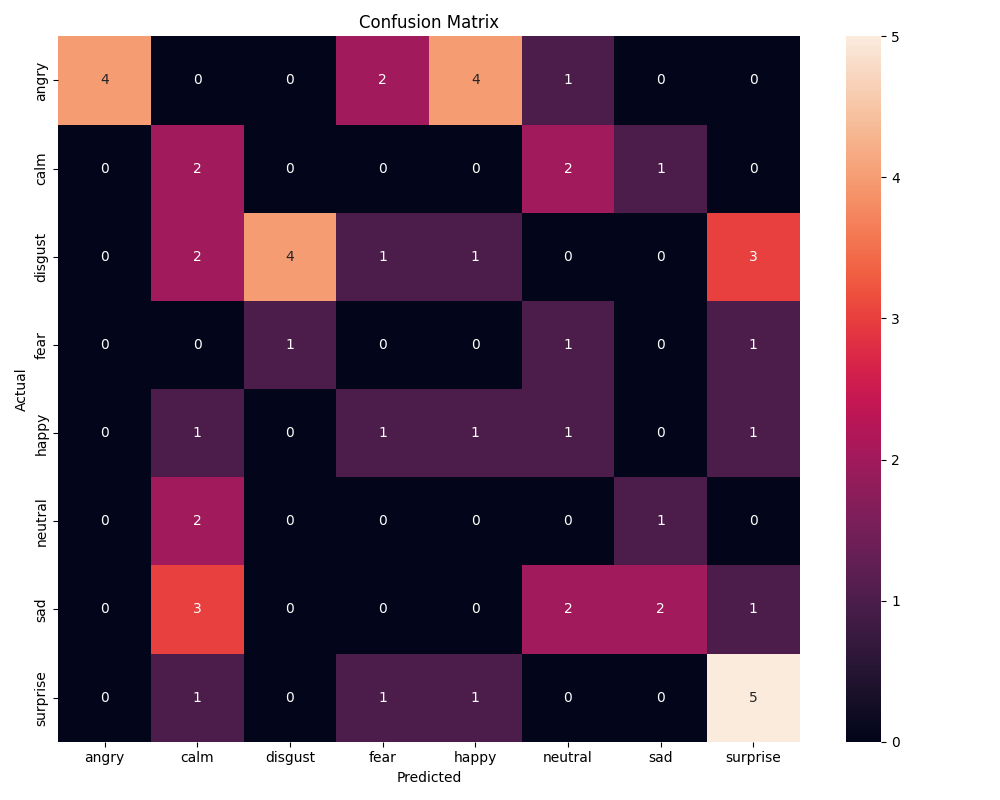 Confusion Matrix
angry 4 0 0 2 4 1 0 0
calm 0 2 0 0 0 2 1 0
disgust 0 2 4 1 1 0 0 3
fear 0 0 1 0 0 1 0 1
happy 0 1 0 1 1 1 0 1
neutral 0 2 0 0 0 0 1 0
sad 0 3 0 0 0 2 2 1
surprise 0 1 0 1 1 0 0 5
angry calm disgust fear happy neutral sad surprise
Predicted
Actual
5
4
3
2
1
0